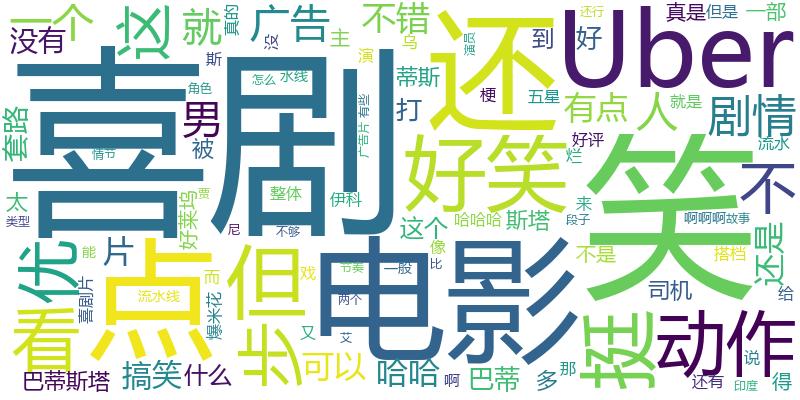 一个
这
就
真的
广告
没
不错
还
还行
真是
但是
一部
没有
斯
主
乌
演员
到
好
Uber
喜剧
角色
怎么
水线
演
有些
蒂斯
打
梗
五星
有点
人
剧情
套路
男
被
情节
广告片
好笑
好评
烂
就是
流水
笑
不
太
类型
好莱坞
贾
整体
伊科
尼
不够
这个
哈哈哈
斯塔
来
段子
啊啊啊
故事
优
片
能
点
而
但
戏
电影
像
比
不是
搭档
还是
喜剧片
流水线
爆米花
节奏
一股
两个
司机
给
看
步
又
艾
挺
动作
可以
哈哈
啊
巴蒂
多
那
说
巴蒂斯塔
搞笑
什么
还有
印度
得